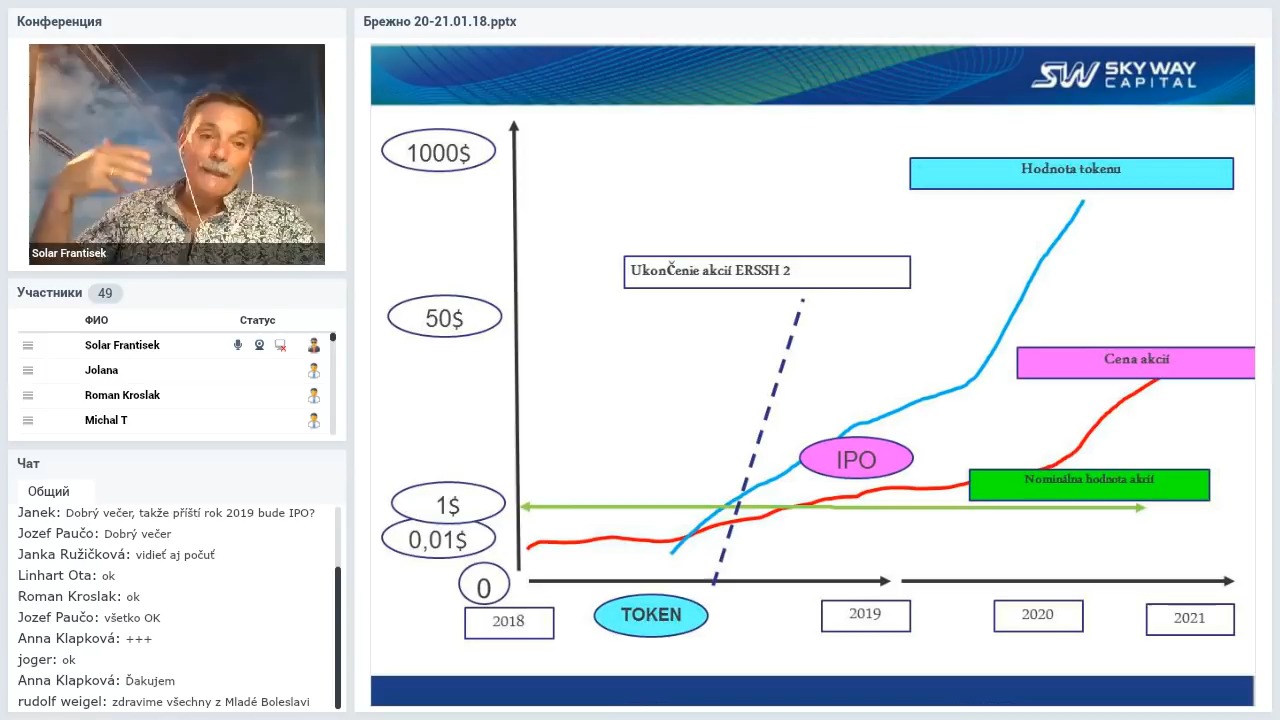 Конференция
Solar Frantisek
Участники 49
ФИО Статус
Solar Frantisek
Jolana
Roman Kroslak
Michal T
Чат
Общий
Janek: Dobrý večer, takže příští rok 2019 bude IPO?
Jozef Paučo: Dobrý večer
Janka Ružičková: vidieť aj počuť
Linhart Ota: ok
Roman Kroslak: ok
Jozef Paučo: všetko OK
Anna Klapková: +++
joger: ok
Anna Klapková: Ďakujem
rudolf weigel: zdravime všechny z Mladé Boleslavi
Брежно 20-21.01.18.pptx
SW SKY WAY
CAPITAL
1000$
Hodnota tokenu
UkonČenie akcií ERSSH 2
50$
Cena akcií
IPO
Nominálna hodnota akcií
1$
0,01$
0
TOKEN
2018
2019
2020
2021